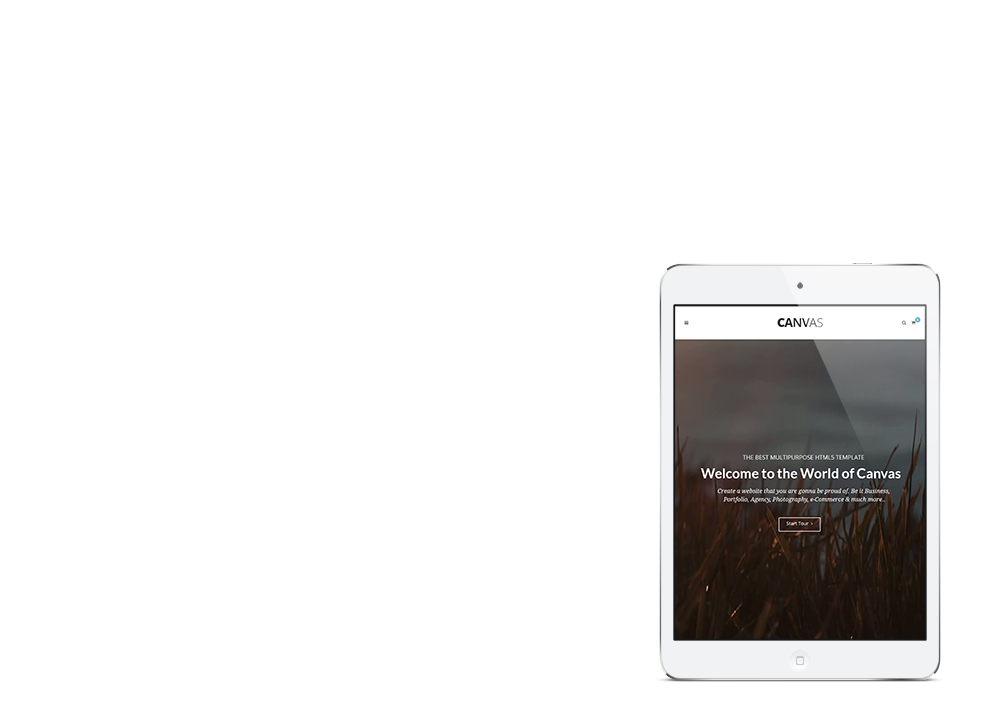 CANVAS
THE BEST MULTIPURPOSE HTML5 TEMPLATE
Welcome to the World of Canvas
Create a website that you are gonna be proud of. Be it Business,
Portfolio, Agency, Photography, e-Commerce & much more..
Start Tour ›